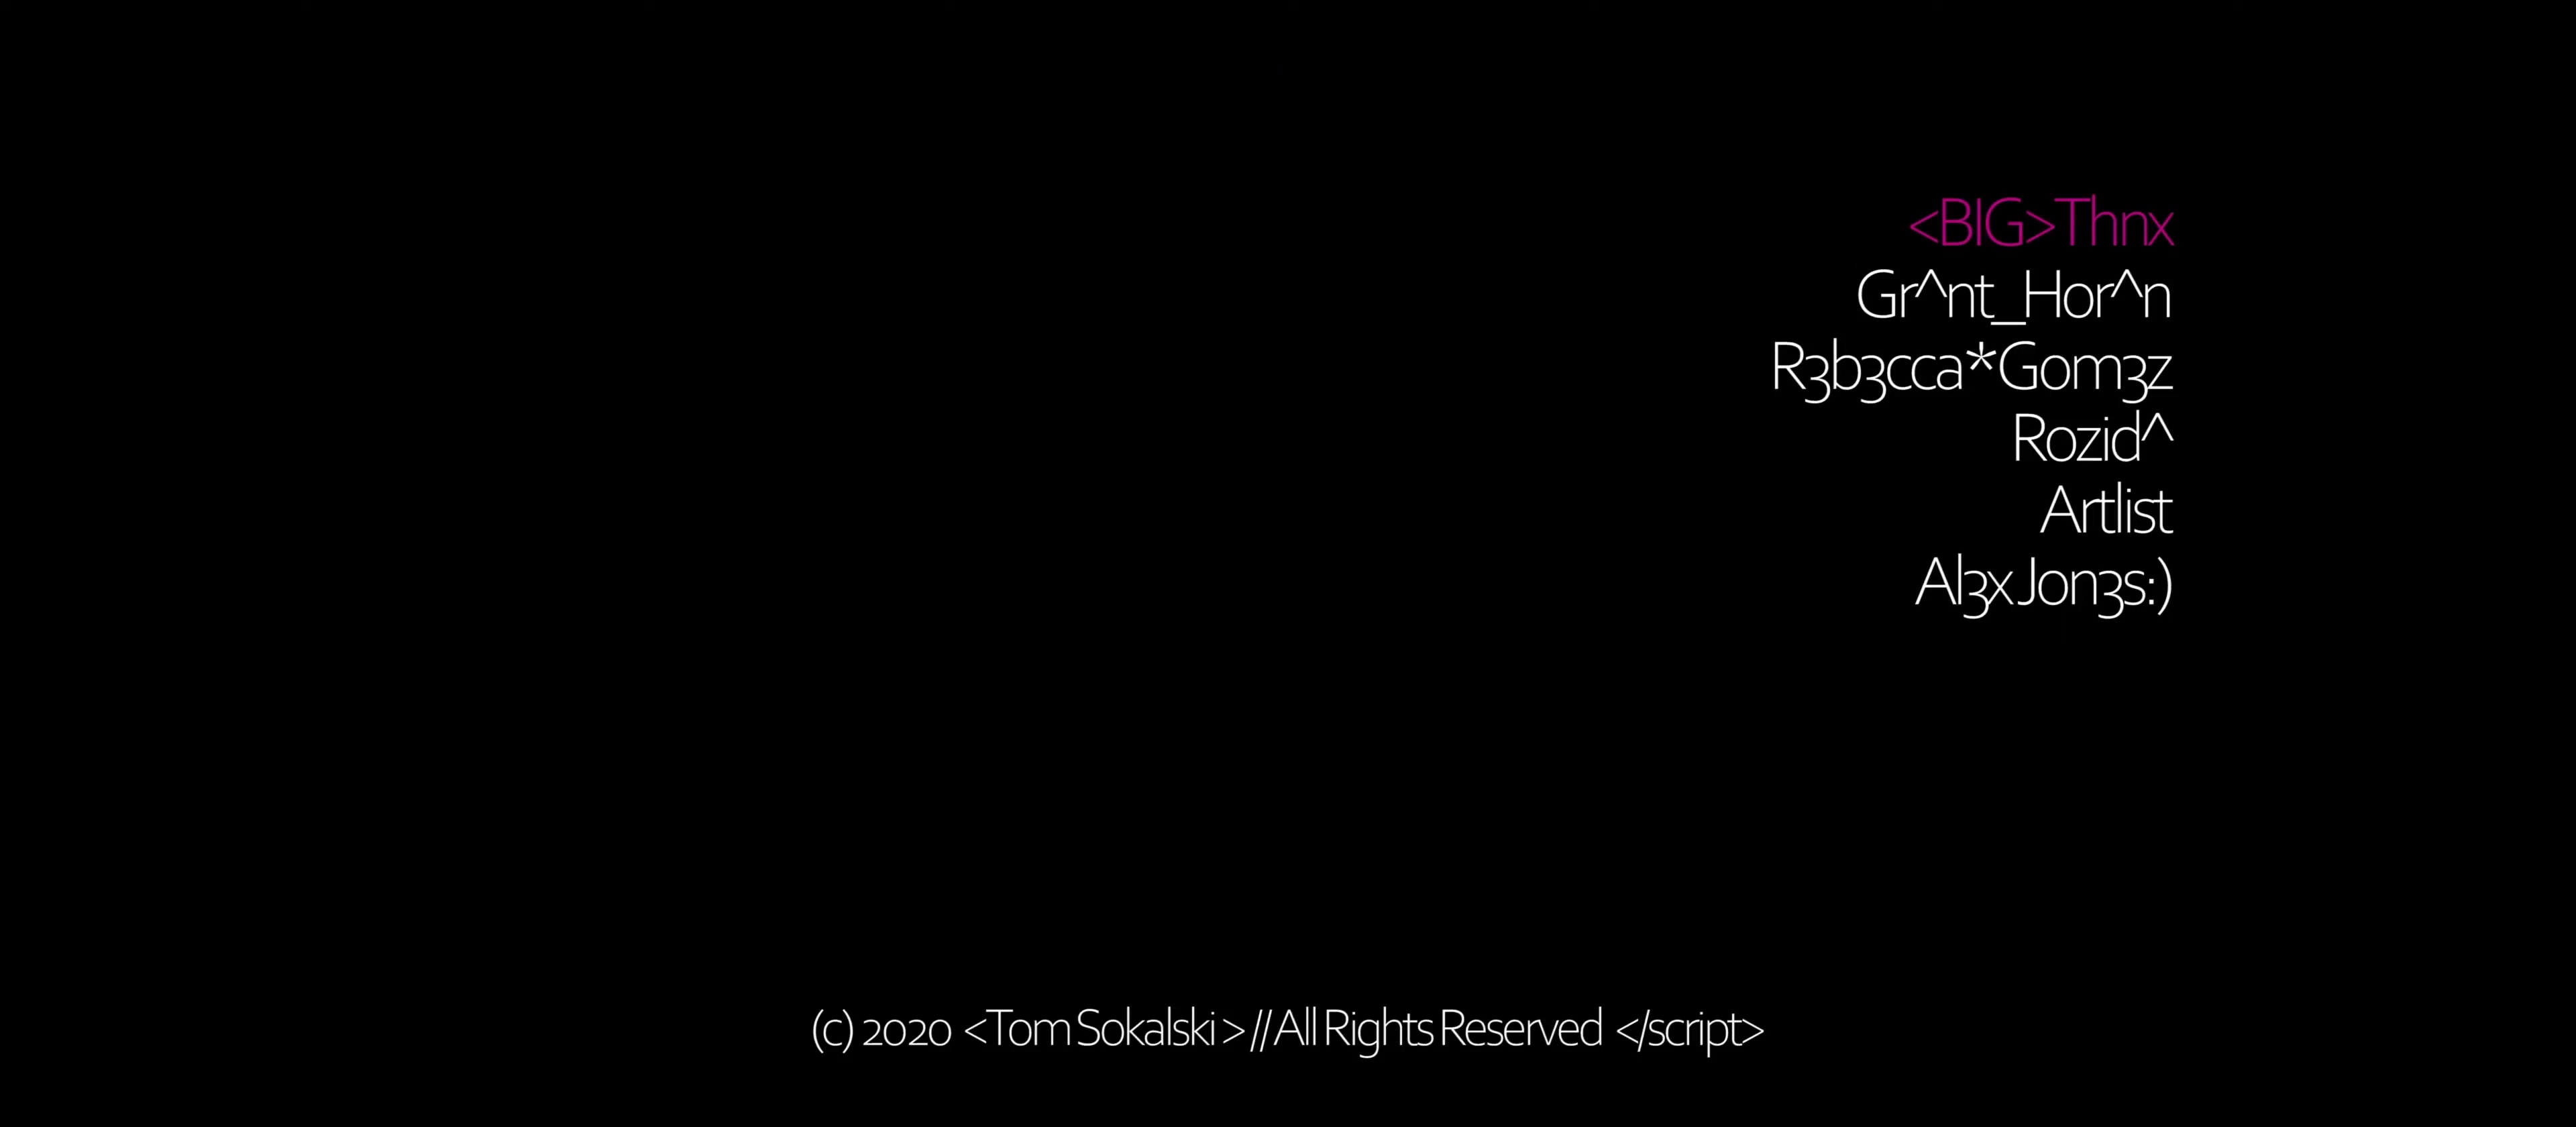 <BIG>Thnx
Gr^nt_Hor^n
R3b3cca*Gom3z
Rozid^
Artlist
Al3x Jon3s:)
(c) 2020 <Tom Sokalski > // All Rights Reserved </script>